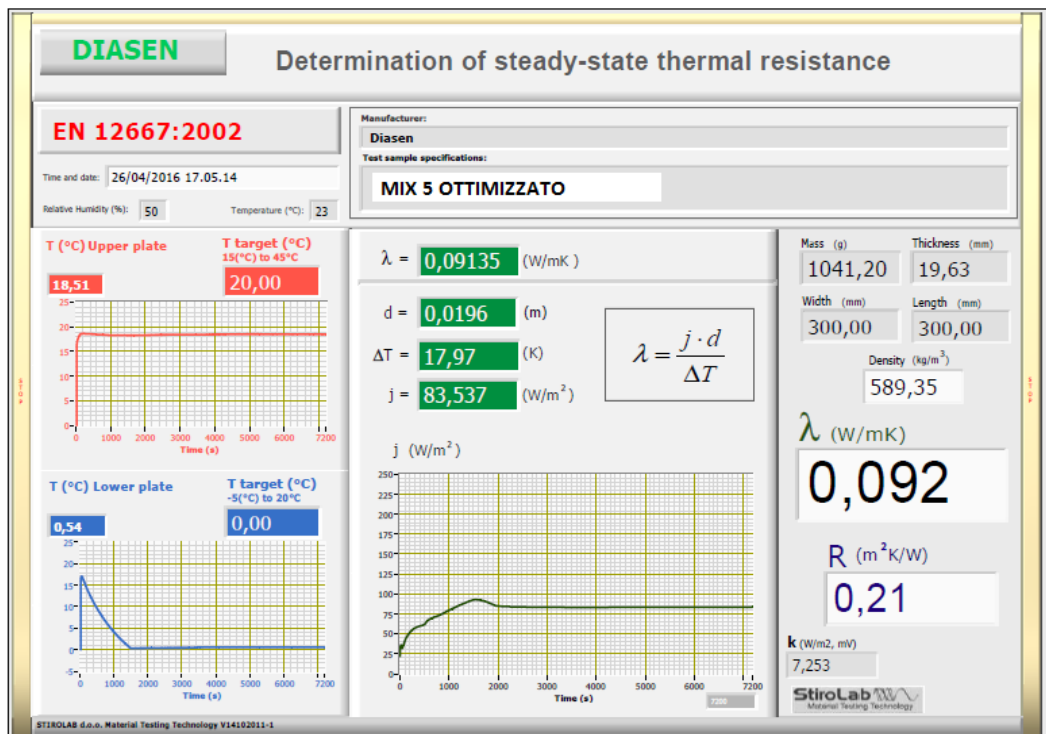 DIASEN
Determination of steady-state thermal resistance
EN 12667:2002
Time and date: 26/04/2016 17.05.14
Relative Humidity (%): 50 Temperature (°C): 23
Manufacturer:
Diasen
Test sample specifications:
MIX 5 OTTIMIZZATO
STOP
T (°C) Upper plate
T target (°C)
15(°C) to 45°C
18,51
20,00
25
20
15
10
5
0
0 1000 2000 3000 4000 5000 6000 7200
Time (s)
T (°C) Lower plate
T target (°C)
-5(°C) to 20°C
0,54
0,00
25
20
15
10
5
0
-5
0 1000 2000 3000 4000 5000 6000 7200
Time (s)
λ = 0,09135 (W/mK )
d = 0,0196 (m)
ΔT = 17,97 (K)
j = 83,537 (W/m²)
λ = j · d / ΔT
j (W/m²)
250
225
200
175
150
125
100
75
50
25
0
0 1000 2000 3000 4000 5000 6000 7200
Time (s)
7200
Mass (g) Thickness (mm)
1041,20 19,63
Width (mm) Length (mm)
300,00 300,00
Density (kg/m³)
589,35
λ (W/mK)
0,092
R (m²K/W)
0,21
k (W/m2, mV)
7,253
StiroLab
Material Testing Technology
STOP
STIROLAB d.o.o. Material Testing Technology V14102011-1